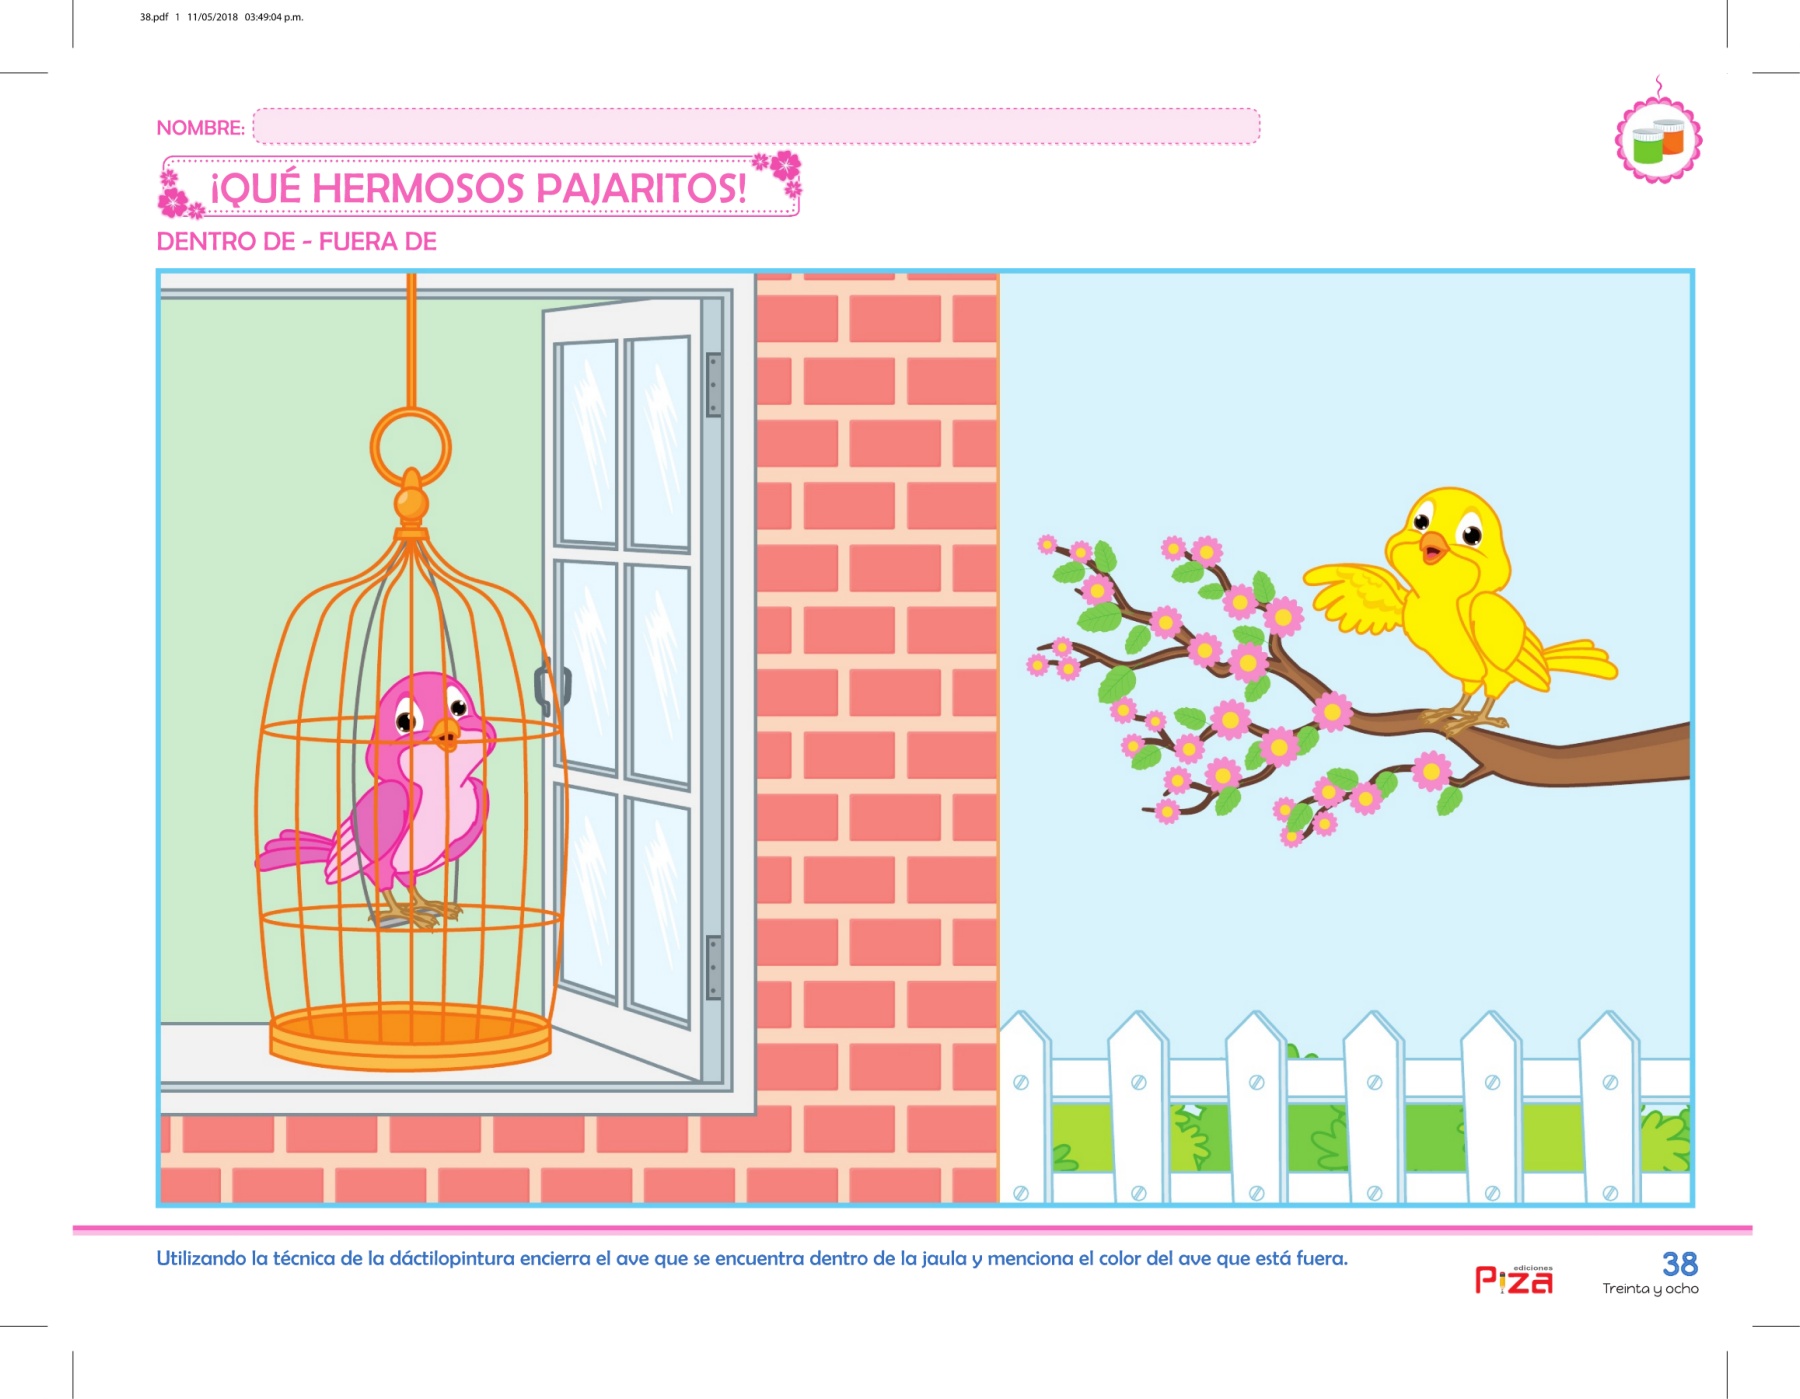 38.pdf 1 11/05/2018 03:49:04 p.m.
NOMBRE:
¡QUÉ HERMOSOS PAJARITOS!
DENTRO DE - FUERA DE
Utilizando la técnica de la dáctilopintura encierra el ave que se encuentra dentro de la jaula y menciona el color del ave que está fuera.
ediciones
Piza
38
Treinta y ocho